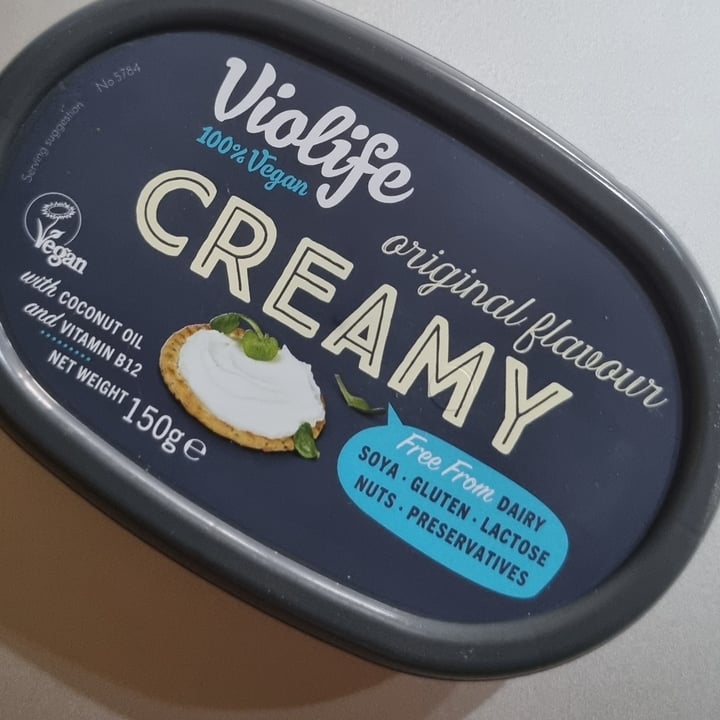 Violife
100% Vegan
CREAMY
original flavour
Serving suggestion
No.5784
Vegan
with COCONUT OIL
and VITAMIN B12
NET WEIGHT 150g ℮
Free From DAIRY
SOYA · GLUTEN · LACTOSE
NUTS · PRESERVATIVES